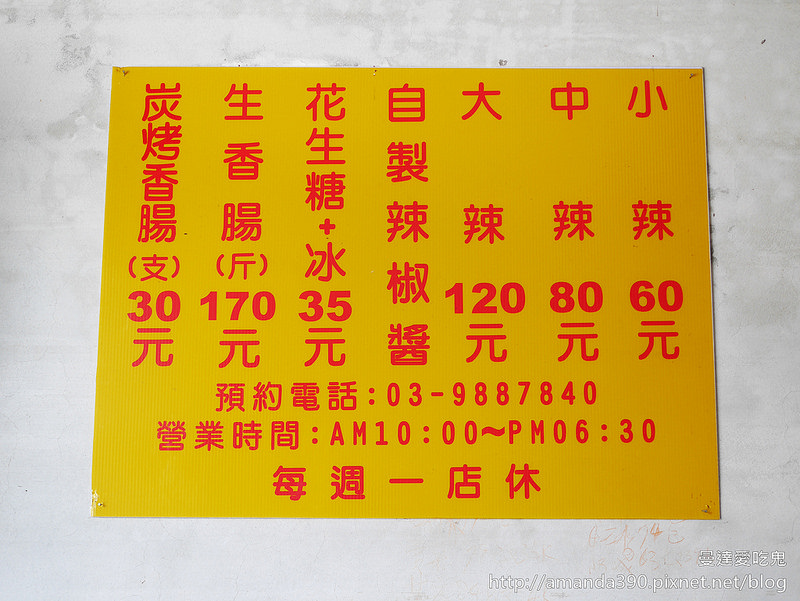 炭烤香腸(支)30元
生香腸(斤)170元
花生糖+冰35元
自製辣椒醬
大辣120元
中辣80元
小辣60元
預約電話:03-9887840
營業時間:AM10:00~PM06:30
每週一店休
曼達愛吃鬼
http://amanda390.pixnet.net/blog